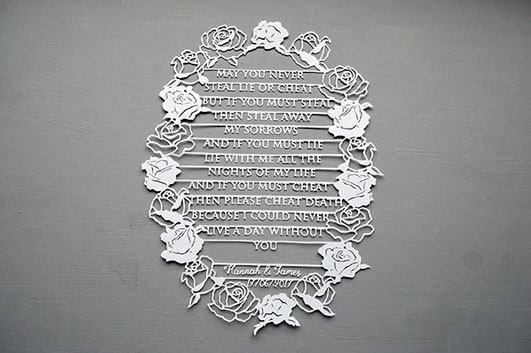 MAY YOU NEVER
STEAL LIE OR CHEAT
BUT IF YOU MUST STEAL
THEN STEAL AWAY
MY SORROWS
AND IF YOU MUST LIE
LIE WITH ME ALL THE
NIGHTS OF MY LIFE
AND IF YOU MUST CHEAT
THEN PLEASE CHEAT DEATH
BECAUSE I COULD NEVER
LIVE A DAY WITHOUT
YOU
Hannah & James
17/06/2017